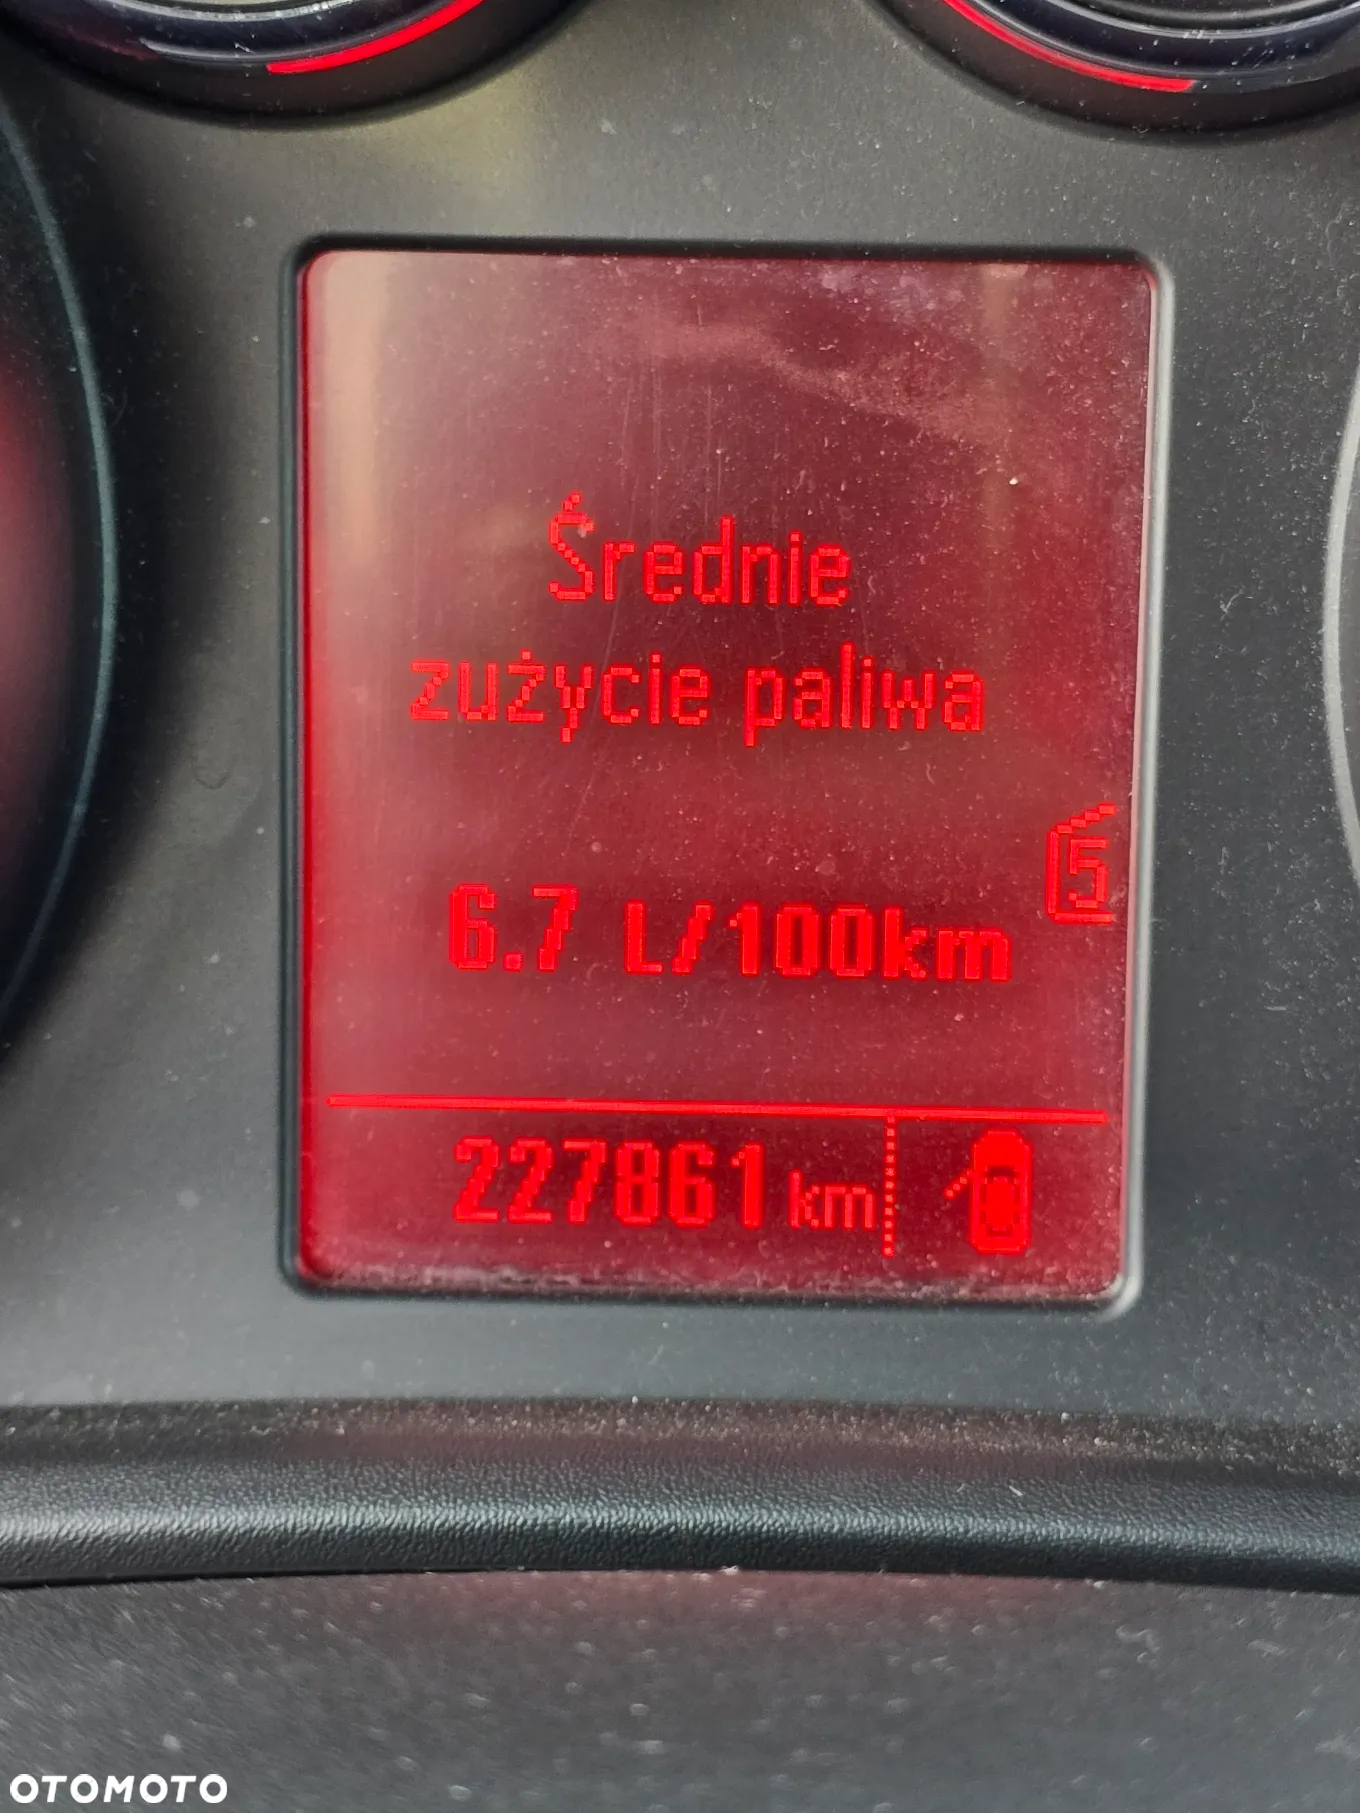 Średnie
zużycie paliwa
5
6.7 L/100km
227861 km
OTOMOTO